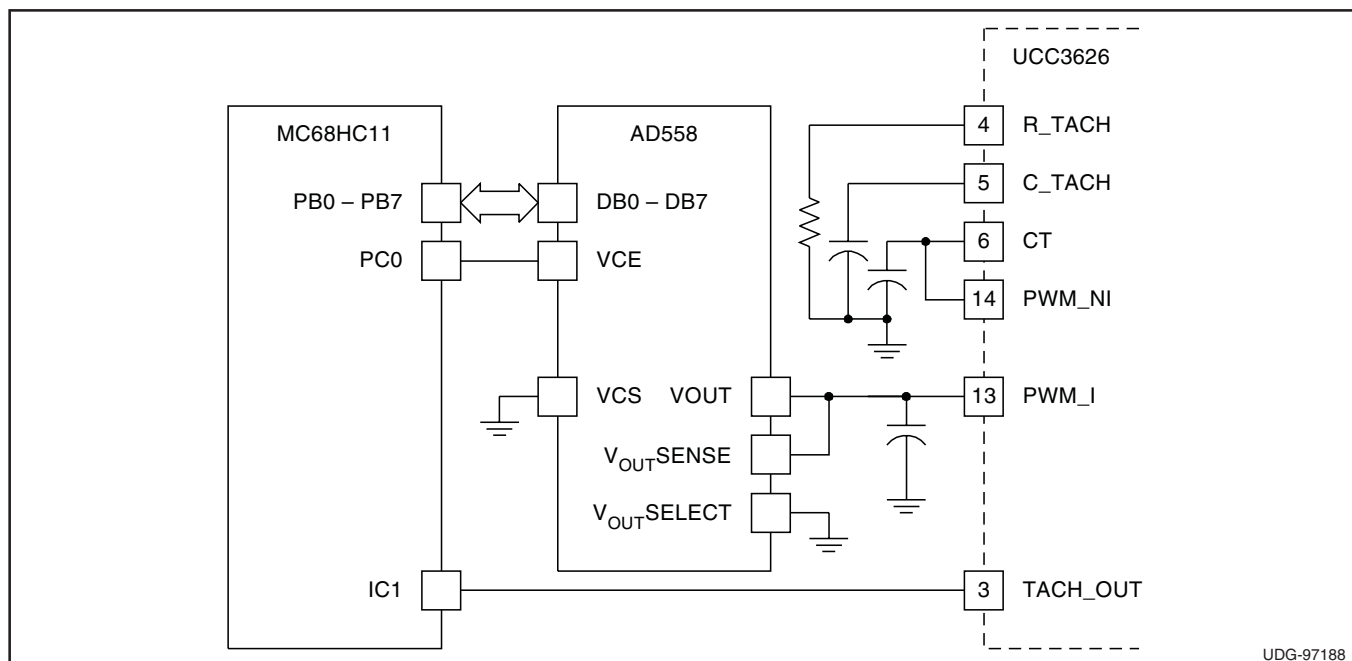 UCC3626
MC68HC11
AD558
4 R_TACH
5 C_TACH
PB0 – PB7
DB0 – DB7
6 CT
PC0
VCE
14 PWM_NI
VCS
VOUT
13 PWM_I
VOUTSENSE
VOUTSELECT
IC1
3 TACH_OUT
UDG-97188